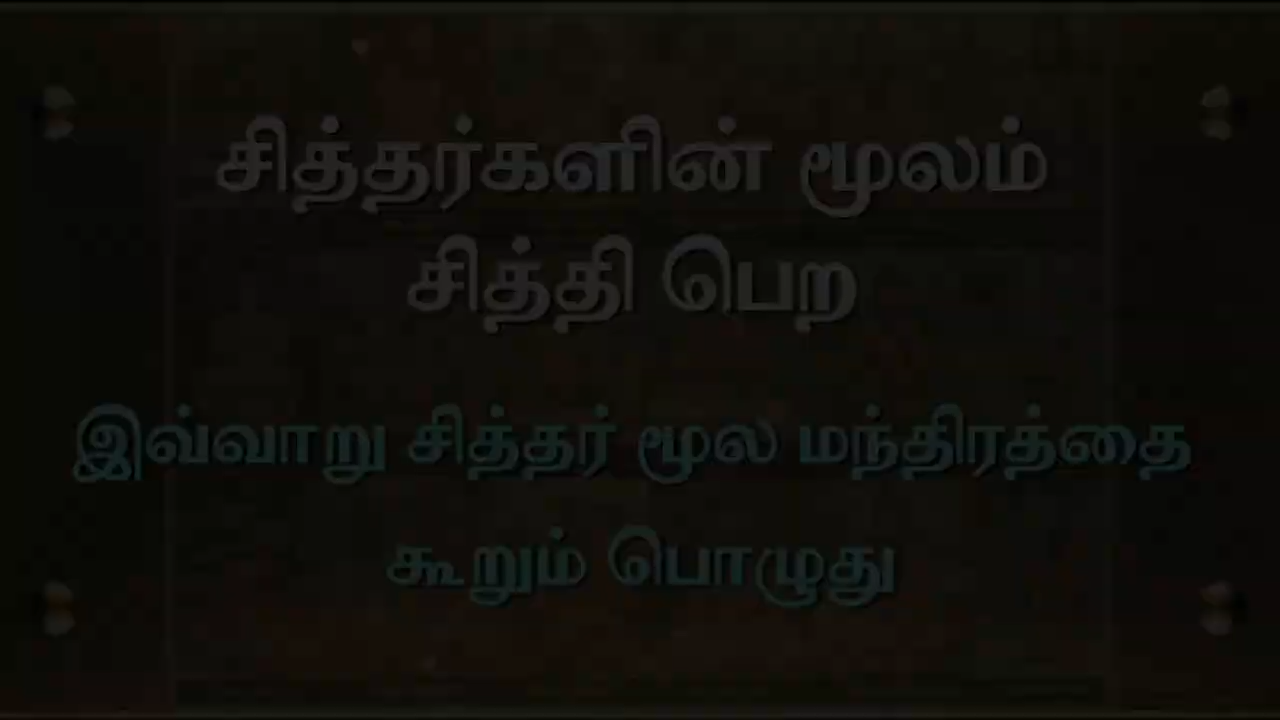 சித்தர்களின் மூலம்
சித்தி பெற
இவ்வாறு சித்தர் மூல மந்திரத்தை
கூறும் பொழுது